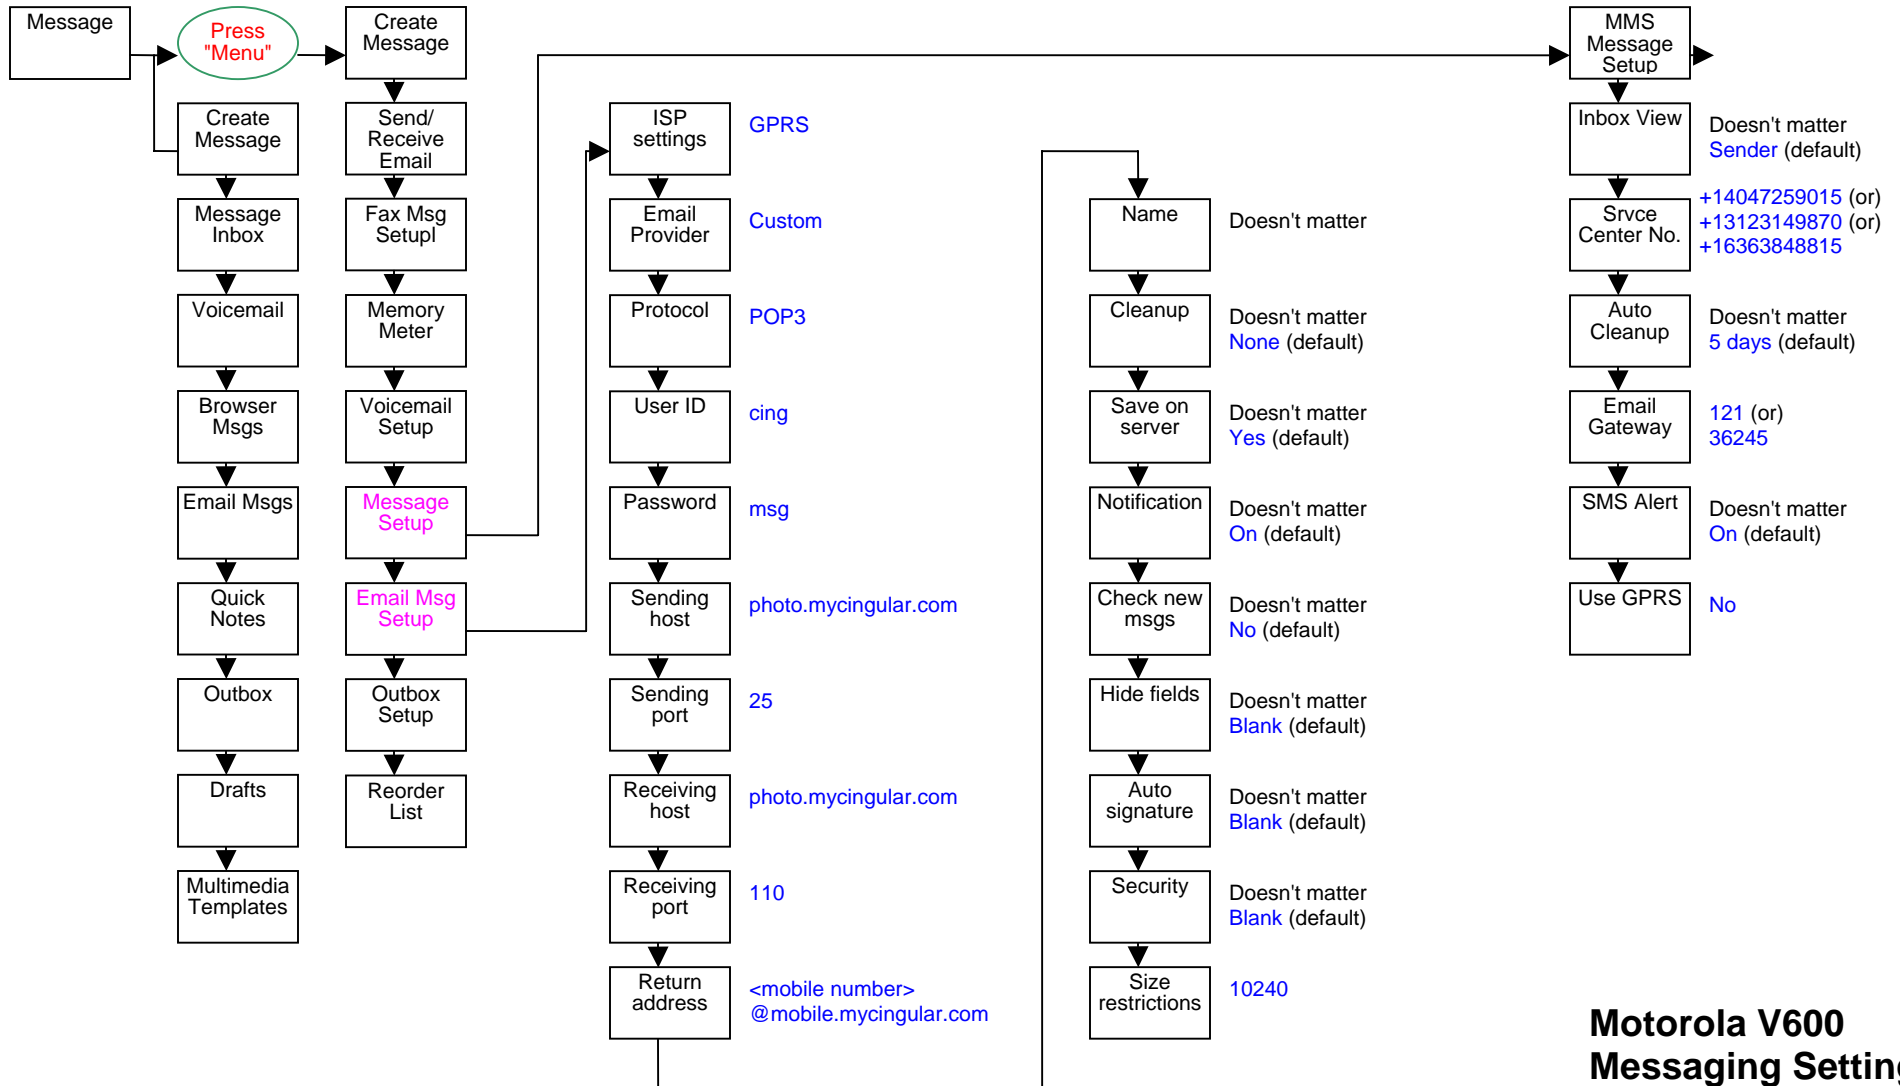 Message
Press
"Menu"
Create
Message
Create
Message
Message
Inbox
Voicemail
Browser
Msgs
Email Msgs
Quick
Notes
Outbox
Drafts
Multimedia
Templates
Send/
Receive
Email
Fax Msg
Setupl
Memory
Meter
Voicemail
Setup
Message
Setup
Email Msg
Setup
Outbox
Setup
Reorder
List
ISP
settings
GPRS
Email
Provider
Custom
Protocol
POP3
User ID
cing
Password
msg
Sending
host
photo.mycingular.com
Sending
port
25
Receiving
host
photo.mycingular.com
Receiving
port
110
Return
address
<mobile number>
@mobile.mycingular.com
Name
Doesn't matter
Cleanup
Doesn't matter
None (default)
Save on
server
Doesn't matter
Yes (default)
Notification
Doesn't matter
On (default)
Check new
msgs
Doesn't matter
No (default)
Hide fields
Doesn't matter
Blank (default)
Auto
signature
Doesn't matter
Blank (default)
Security
Doesn't matter
Blank (default)
Size
restrictions
10240
MMS
Message
Setup
Inbox View
Doesn't matter
Sender (default)
Srvce
Center No.
+14047259015 (or)
+13123149870 (or)
+16363848815
Auto
Cleanup
Doesn't matter
5 days (default)
Email
Gateway
121 (or)
36245
SMS Alert
Doesn't matter
On (default)
Use GPRS
No
Motorola V600
Messaging Setting